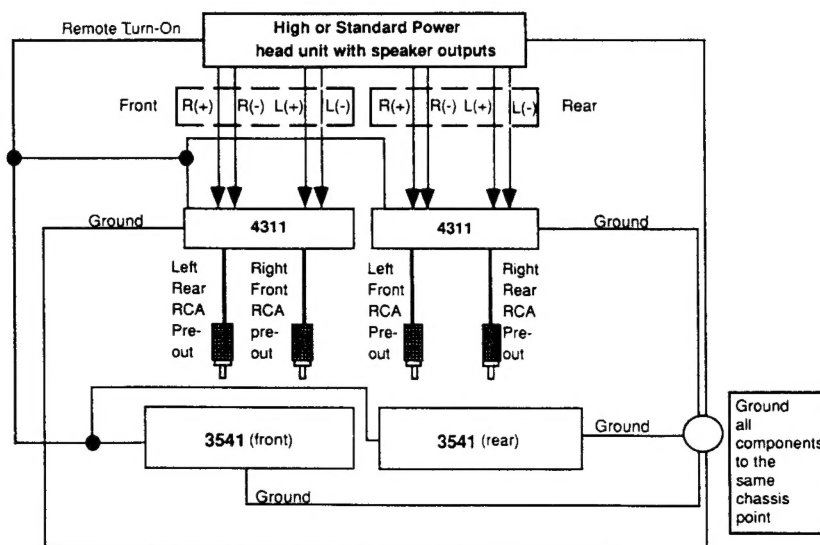 Remote Turn-On
High or Standard Power
head unit with speaker outputs
Front
R(+) R(-) L(+) L(-)
R(+) R(-) L(+) L(-)
Rear
Ground
4311
4311
Ground
Left
Rear
RCA
Pre-
out
Right
Front
RCA
pre-
out
Left
Front
RCA
Pre-
out
Right
Rear
RCA
Pre-
out
3541 (front)
3541 (rear)
Ground
Ground
Ground
all
components
to the
same
chassis
point